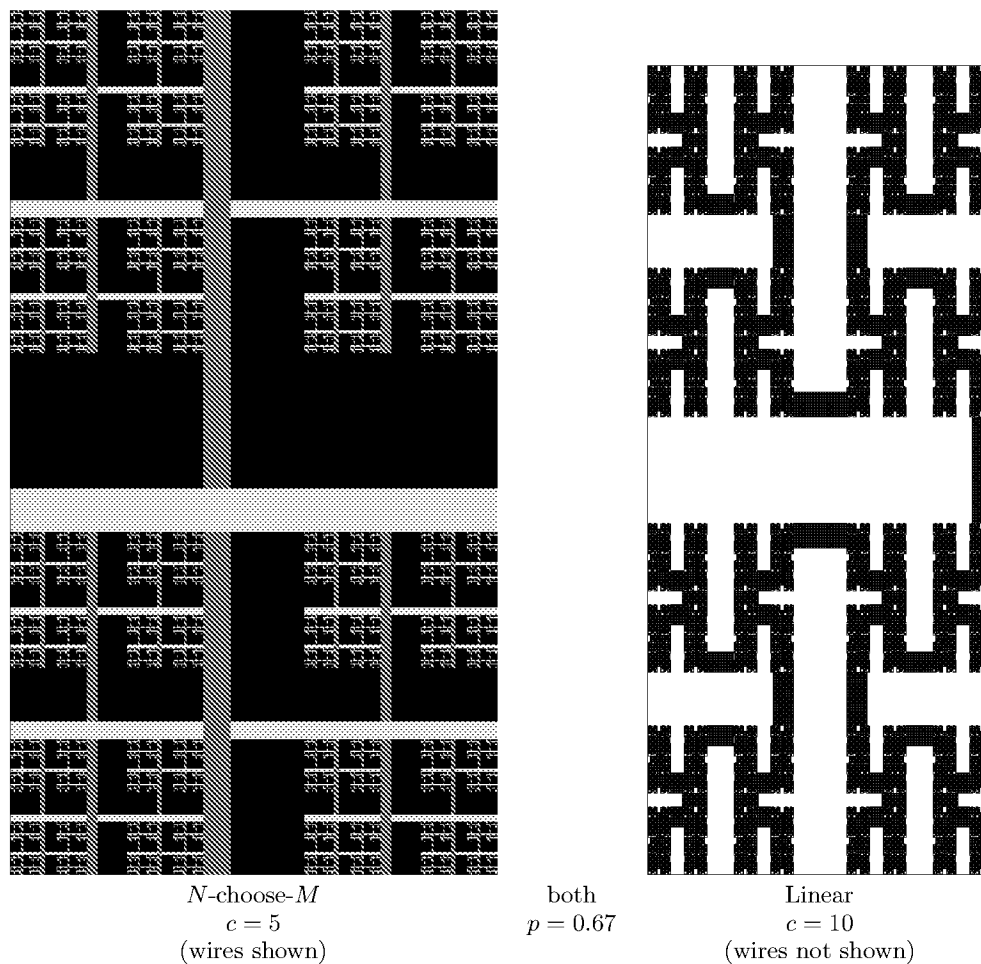 N-choose-M
c = 5
(wires shown)
both
p = 0.67
Linear
c = 10
(wires not shown)